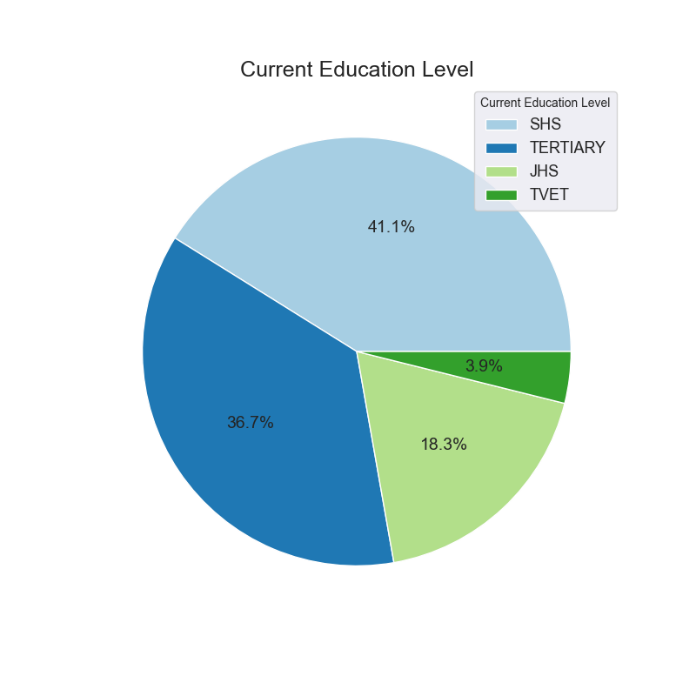 Current Education Level
Current Education Level
SHS
TERTIARY
JHS
TVET
41.1%
3.9%
36.7%
18.3%